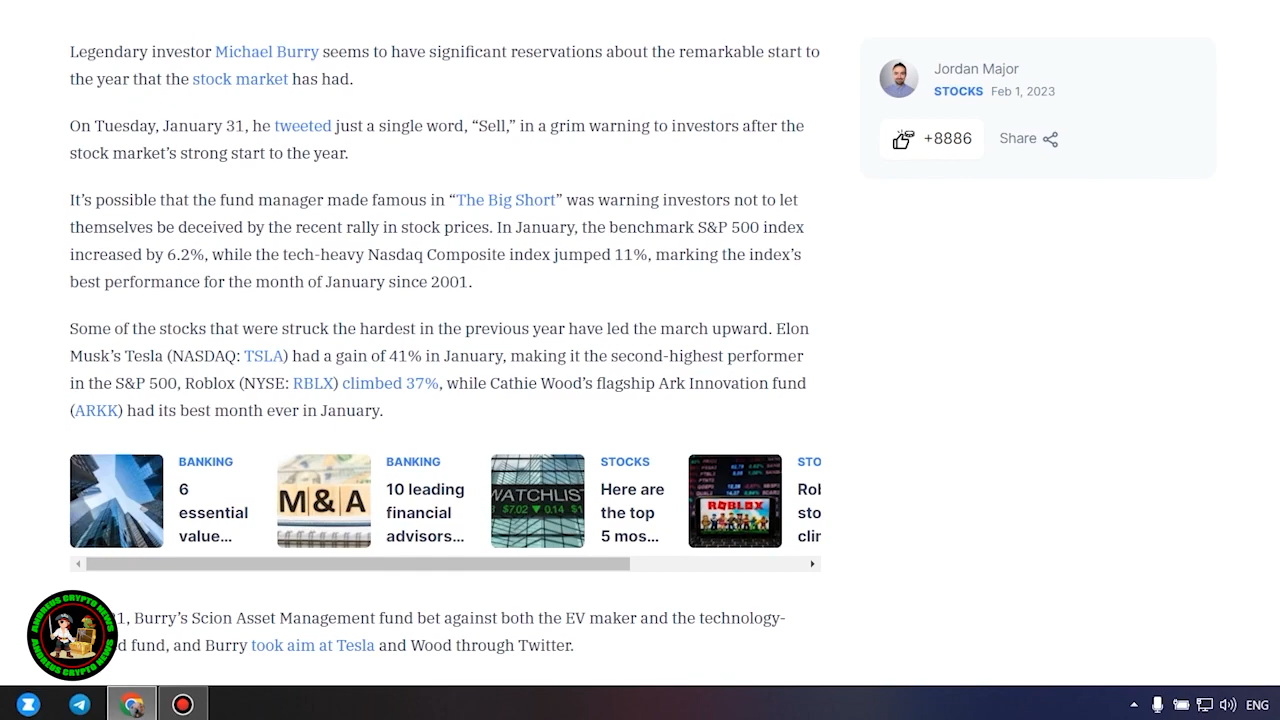 Legendary investor Michael Burry seems to have significant reservations about the remarkable start to
the year that the stock market has had.
On Tuesday, January 31, he tweeted just a single word, “Sell,” in a grim warning to investors after the
stock market’s strong start to the year.
It’s possible that the fund manager made famous in “The Big Short” was warning investors not to let
themselves be deceived by the recent rally in stock prices. In January, the benchmark S&P 500 index
increased by 6.2%, while the tech-heavy Nasdaq Composite index jumped 11%, marking the index’s
best performance for the month of January since 2001.
Some of the stocks that were struck the hardest in the previous year have led the march upward. Elon
Musk’s Tesla (NASDAQ: TSLA) had a gain of 41% in January, making it the second-highest performer
in the S&P 500, Roblox (NYSE: RBLX) climbed 37%, while Cathie Wood’s flagship Ark Innovation fund
(ARKK) had its best month ever in January.
Jordan Major
STOCKS Feb 1, 2023
+8886 Share
BANKING
6
essential
value...
M&A
BANKING
10 leading
financial
advisors...
WATCHLIST
$7.02 ▼ 0.14
STOCKS
Here are
the top
5 mos...
ROBLOX
STO
Rol
sto
clir
1, Burry’s Scion Asset Management fund bet against both the EV maker and the technology-
d fund, and Burry took aim at Tesla and Wood through Twitter.
ANDREUS CRYPTO NEWS
ANDREUS CRYPTO NEWS
ENG